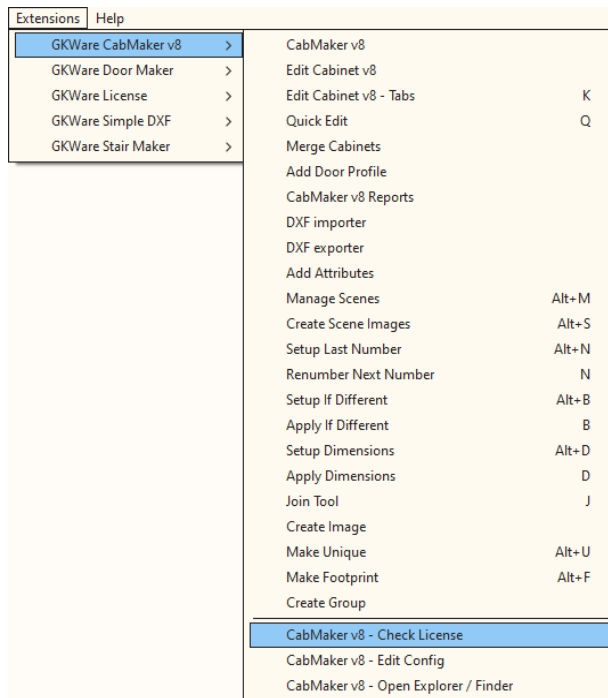 Extensions Help
GKWare CabMaker v8 >
GKWare Door Maker >
GKWare License >
GKWare Simple DXF >
GKWare Stair Maker >
CabMaker v8
Edit Cabinet v8
Edit Cabinet v8 - Tabs K
Quick Edit Q
Merge Cabinets
Add Door Profile
CabMaker v8 Reports
DXF importer
DXF exporter
Add Attributes
Manage Scenes Alt+M
Create Scene Images Alt+S
Setup Last Number Alt+N
Renumber Next Number N
Setup If Different Alt+B
Apply If Different B
Setup Dimensions Alt+D
Apply Dimensions D
Join Tool J
Create Image
Make Unique Alt+U
Make Footprint Alt+F
Create Group
CabMaker v8 - Check License
CabMaker v8 - Edit Config
CabMaker v8 - Open Explorer / Finder